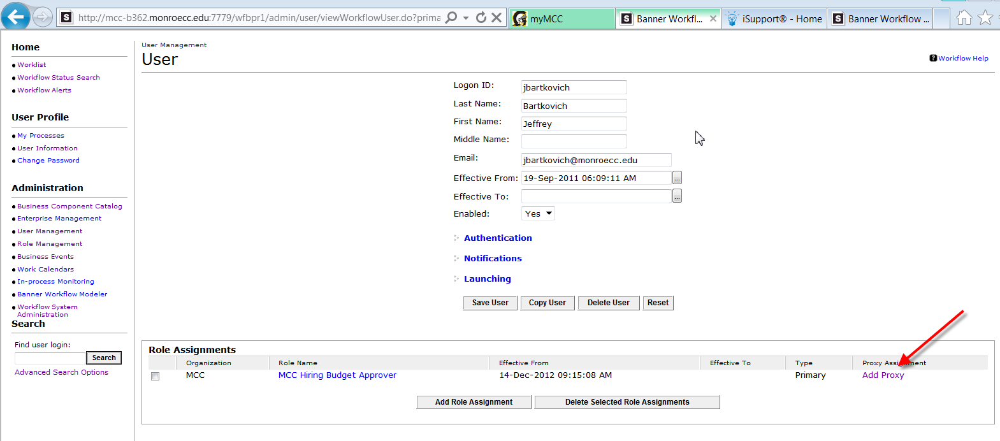 http://mcc-b362.monroecc.edu:7779/wfbpr1/admin/user/viewWorkflowUser.do?prima
myMCC
S Banner Workfl...
iSupport® - Home
S Banner Workflow ...
Home
Worklist
Workflow Status Search
Workflow Alerts
User Profile
My Processes
User Information
Change Password
Administration
Business Component Catalog
Enterprise Management
User Management
Role Management
Business Events
Work Calendars
In-process Monitoring
Banner Workflow Modeler
Workflow System
Administration
Search
Find user login:
Search
Advanced Search Options
User Management
User
? Workflow Help
Logon ID: jbartkovich
Last Name: Bartkovich
First Name: Jeffrey
Middle Name:
Email: jbartkovich@monroecc.edu
Effective From: 19-Sep-2011 06:09:11 AM ...
Effective To: ...
Enabled: Yes
Authentication
Notifications
Launching
Save User Copy User Delete User Reset
Role Assignments
Organization Role Name Effective From Effective To Type Proxy Assignment
MCC MCC Hiring Budget Approver 14-Dec-2012 09:15:08 AM Primary Add Proxy
Add Role Assignment Delete Selected Role Assignments